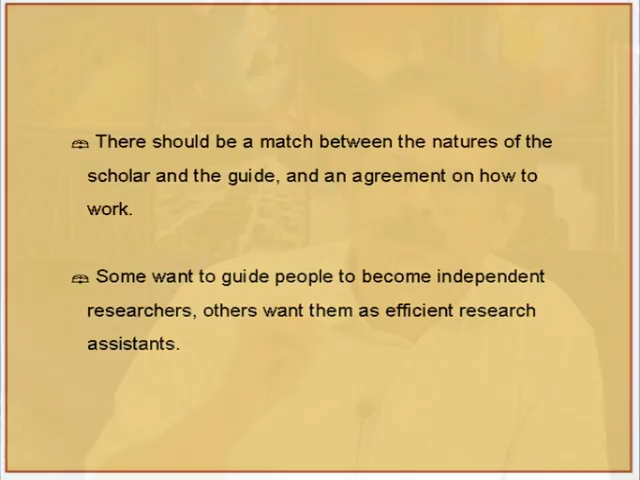 There should be a match between the natures of the
scholar and the guide, and an agreement on how to
work.
Some want to guide people to become independent
researchers, others want them as efficient research
assistants.